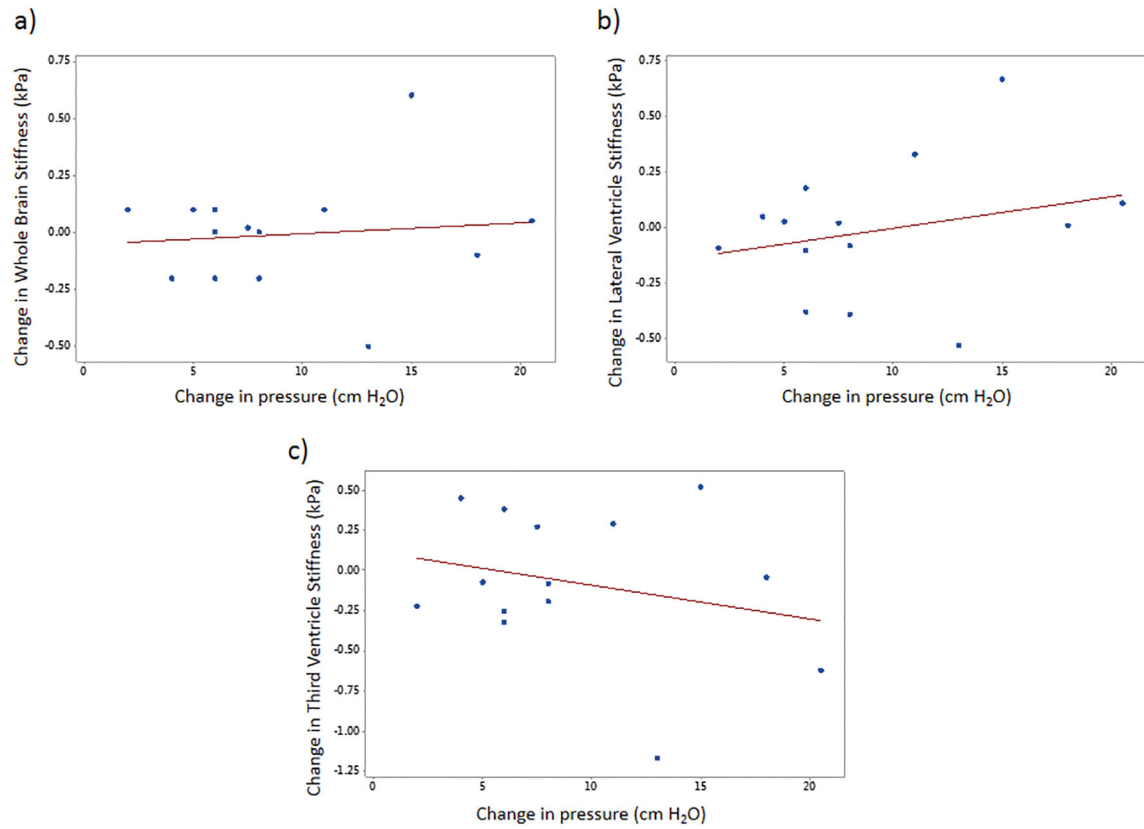 a)
Change in Whole Brain Stiffness (kPa)
0.75
0.50
0.25
0.00
-0.25
-0.50
0 5 10 15 20
Change in pressure (cm H₂O)
b)
Change in Lateral Ventricle Stiffness (kPa)
0.75
0.50
0.25
0.00
-0.25
-0.50
0 5 10 15 20
Change in pressure (cm H₂O)
c)
Change in Third Ventricle Stiffness (kPa)
0.50
0.25
0.00
-0.25
-0.50
-0.75
-1.00
-1.25
0 5 10 15 20
Change in pressure (cm H₂O)